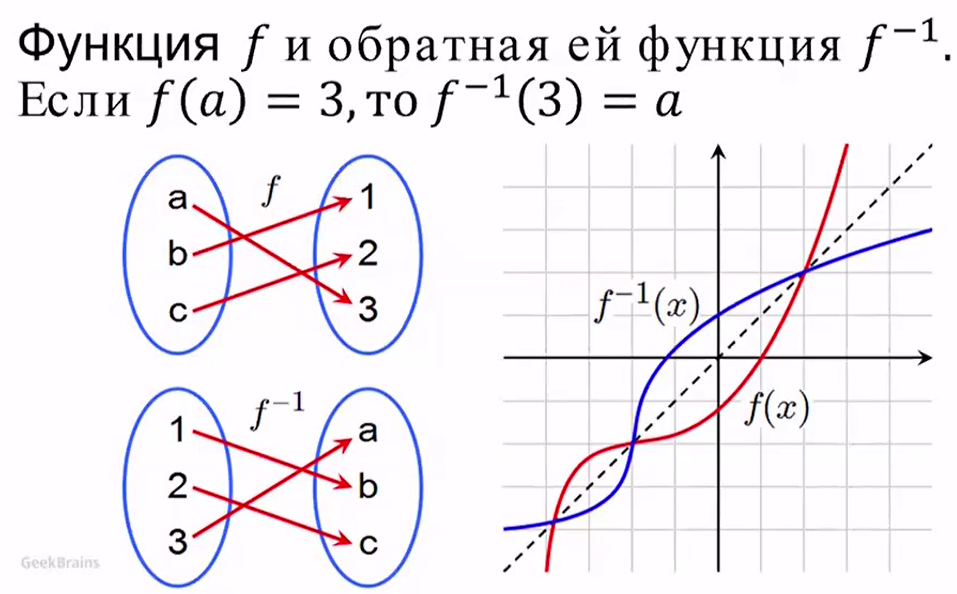 Функция f и обратная ей функция f⁻¹.
Если f(a) = 3, то f⁻¹(3) = a
f
a
b
c
1
2
3
f⁻¹
1
2
3
a
b
c
f⁻¹(x)
f(x)
GeekBrains